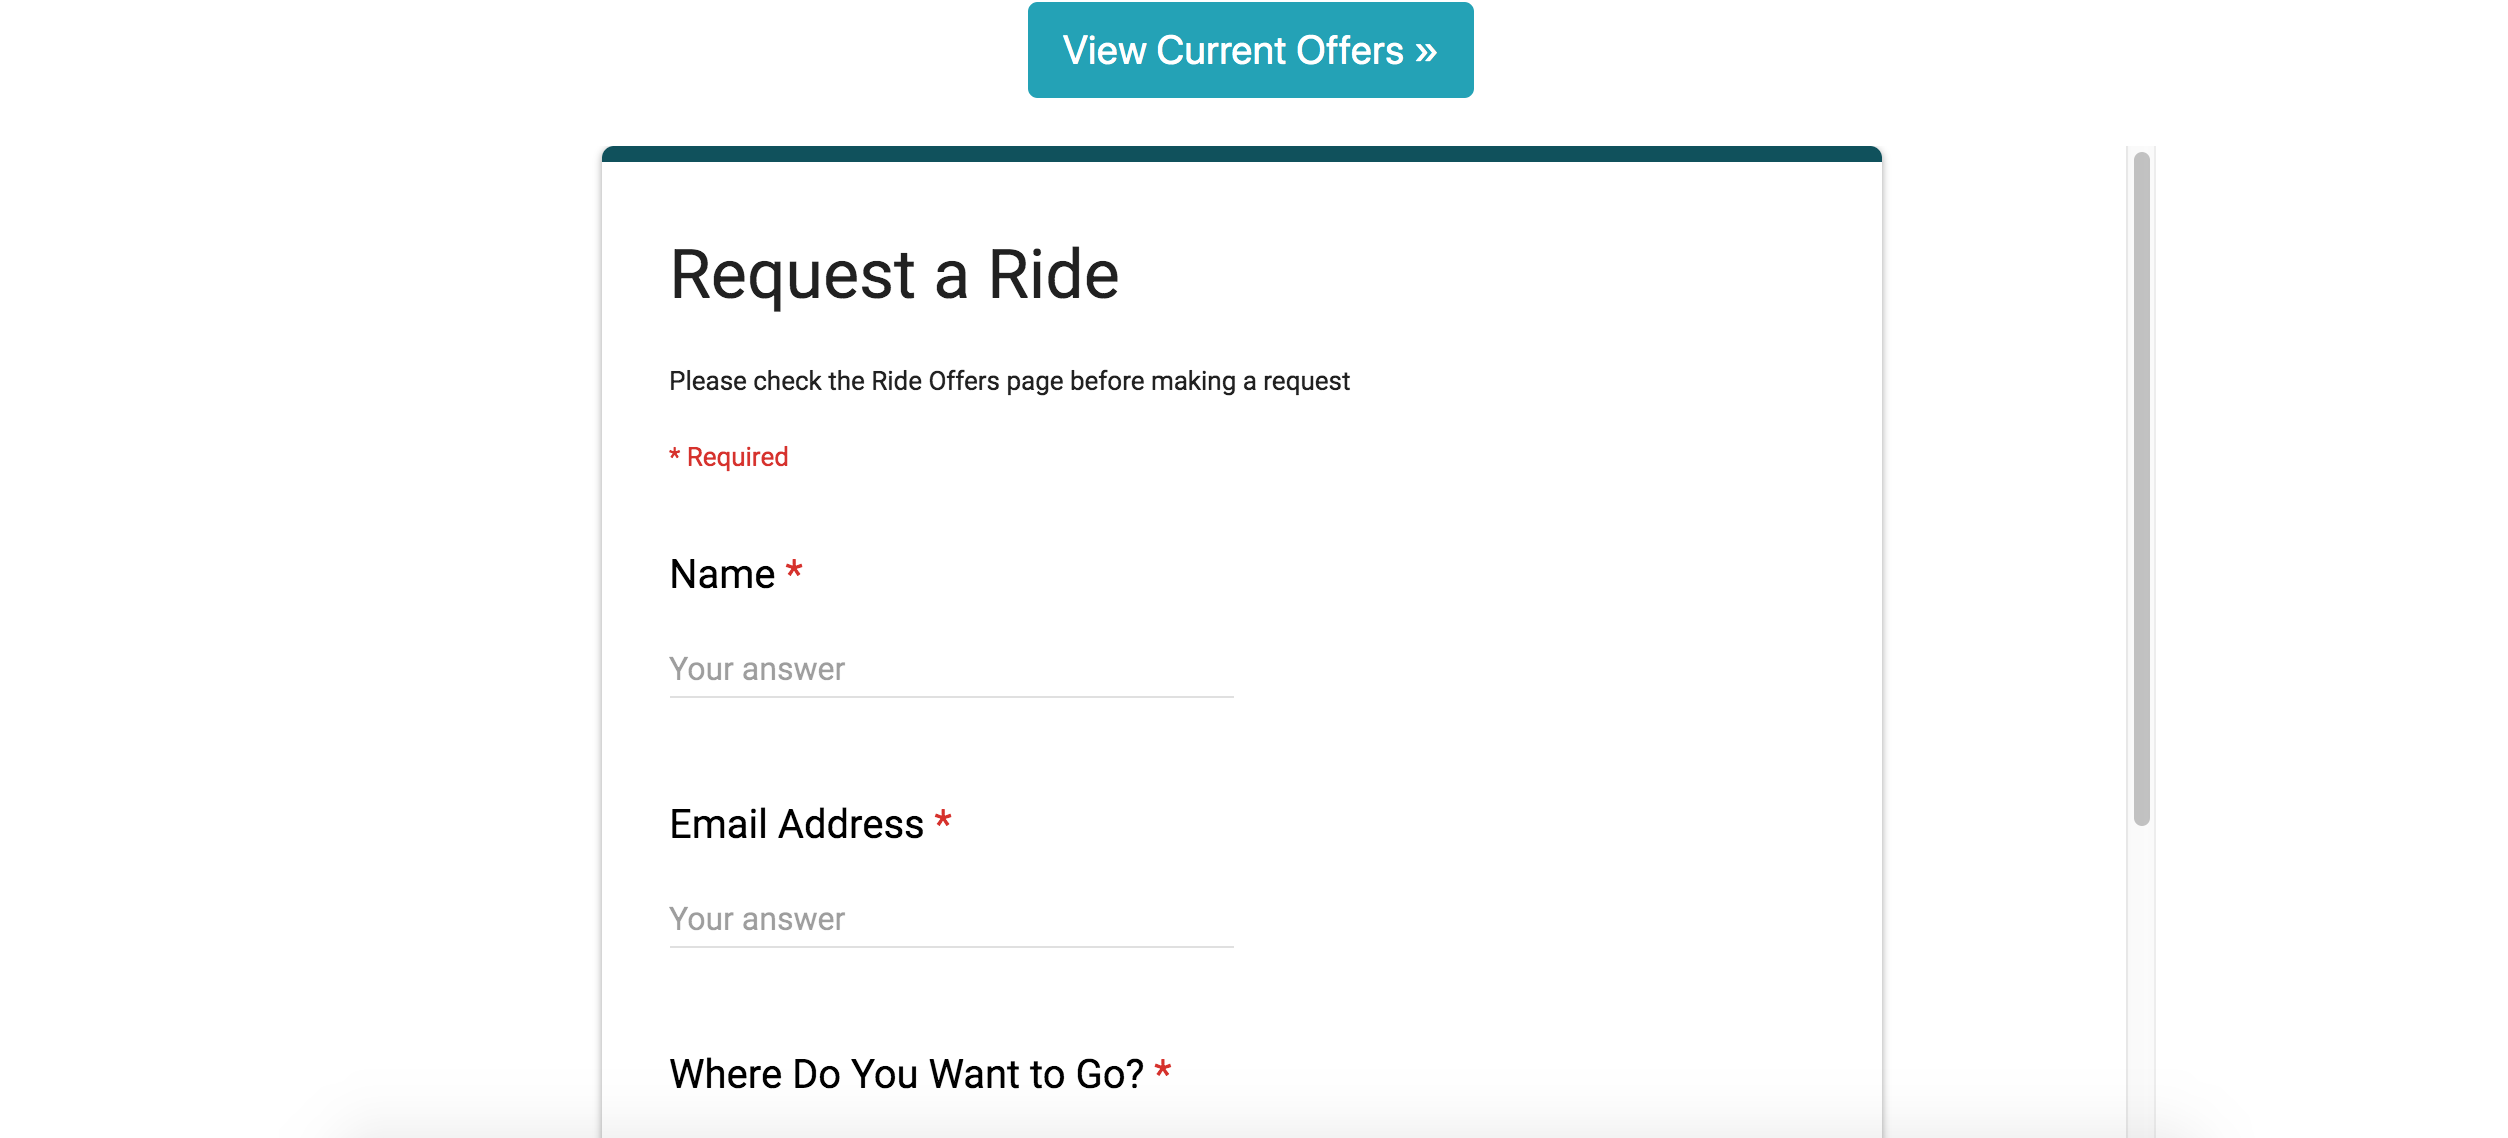 View Current Offers »
Request a Ride
Please check the Ride Offers page before making a request
* Required
Name *
Your answer
Email Address *
Your answer
Where Do You Want to Go? *